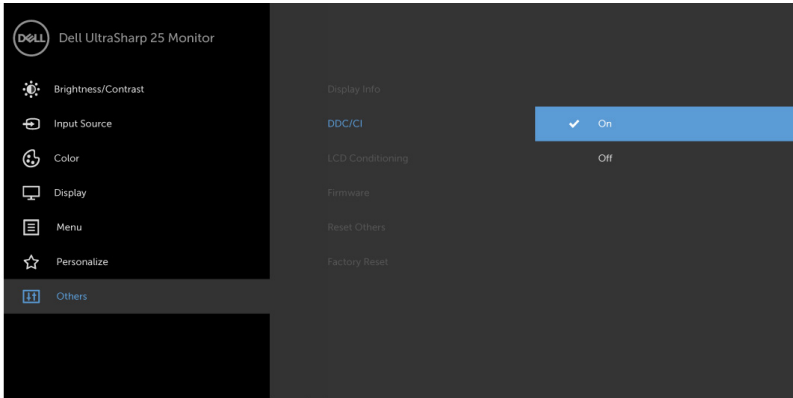 DELL
Dell UltraSharp 25 Monitor
Brightness/Contrast
Input Source
Color
Display
Menu
Personalize
Others
Display Info
DDC/CI
LCD Conditioning
Firmware
Reset Others
Factory Reset
On
Off